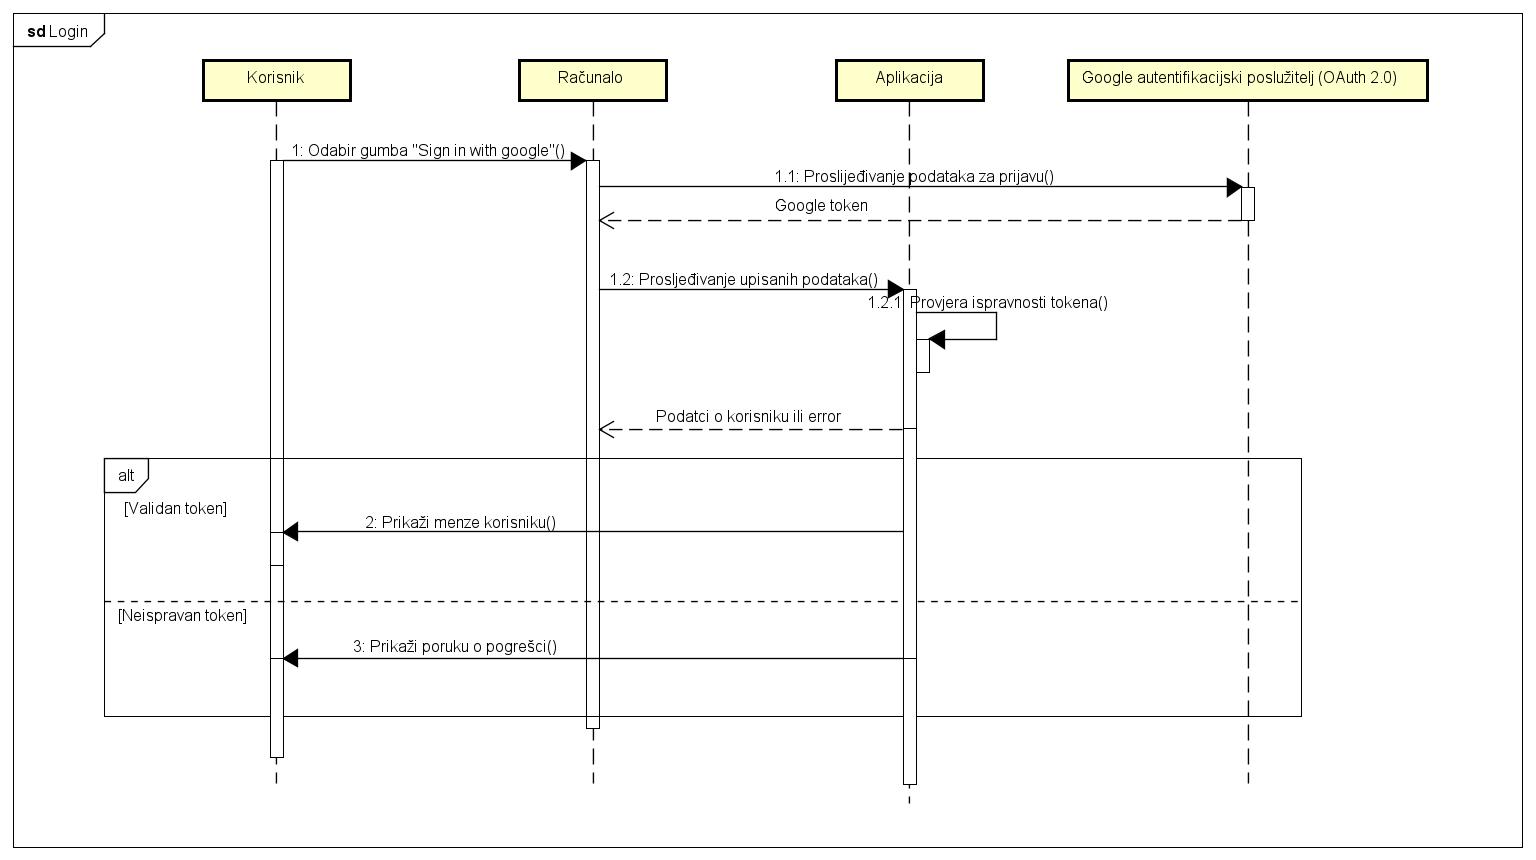 sd Login
Korisnik
Računalo
Aplikacija
Google autentifikacijski poslužitelj (OAuth 2.0)
1: Odabir gumba "Sign in with google"()
1.1: Proslijeđivanje podataka za prijavu()
Google token
1.2: Prosljeđivanje upisanih podataka()
1.2.1: Provjera ispravnosti tokena()
Podatci o korisniku ili error
alt
[Validan token]
2: Prikaži menze korisniku()
[Neispravan token]
3: Prikaži poruku o pogrešci()